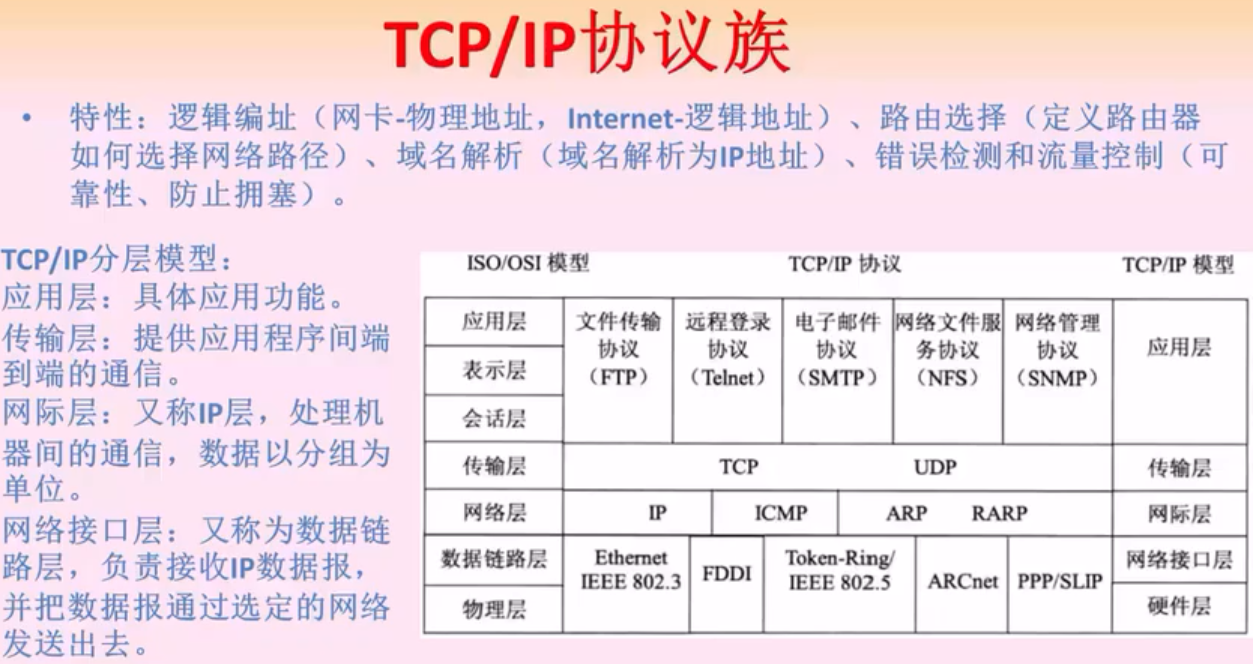 TCP/IP协议族
• 特性：逻辑编址（网卡-物理地址，Internet-逻辑地址）、路由选择（定义路由器
如何选择网络路径）、域名解析（域名解析为IP地址）、错误检测和流量控制（可
靠性、防止拥塞）。
TCP/IP分层模型：
应用层：具体应用功能。
传输层：提供应用程序间端
到端的通信。
网际层：又称IP层，处理机
器间的通信，数据以分组为
单位。
网络接口层：又称为数据链
路层，负责接收IP数据报，
并把数据报通过选定的网络
发送出去。
ISO/OSI 模型 TCP/IP 协议 TCP/IP 模型
应用层
表示层
会话层
文件传输
协议
（FTP）
远程登录
协议
（Telnet）
电子邮件
协议
（SMTP）
网络文件服
务协议
（NFS）
网络管理
协议
（SNMP）
应用层
传输层 TCP UDP 传输层
网络层 IP ICMP ARP RARP 网际层
数据链路层
物理层
Ethernet
IEEE 802.3
FDDI
Token-Ring/
IEEE 802.5
ARCnet
PPP/SLIP
网络接口层
硬件层